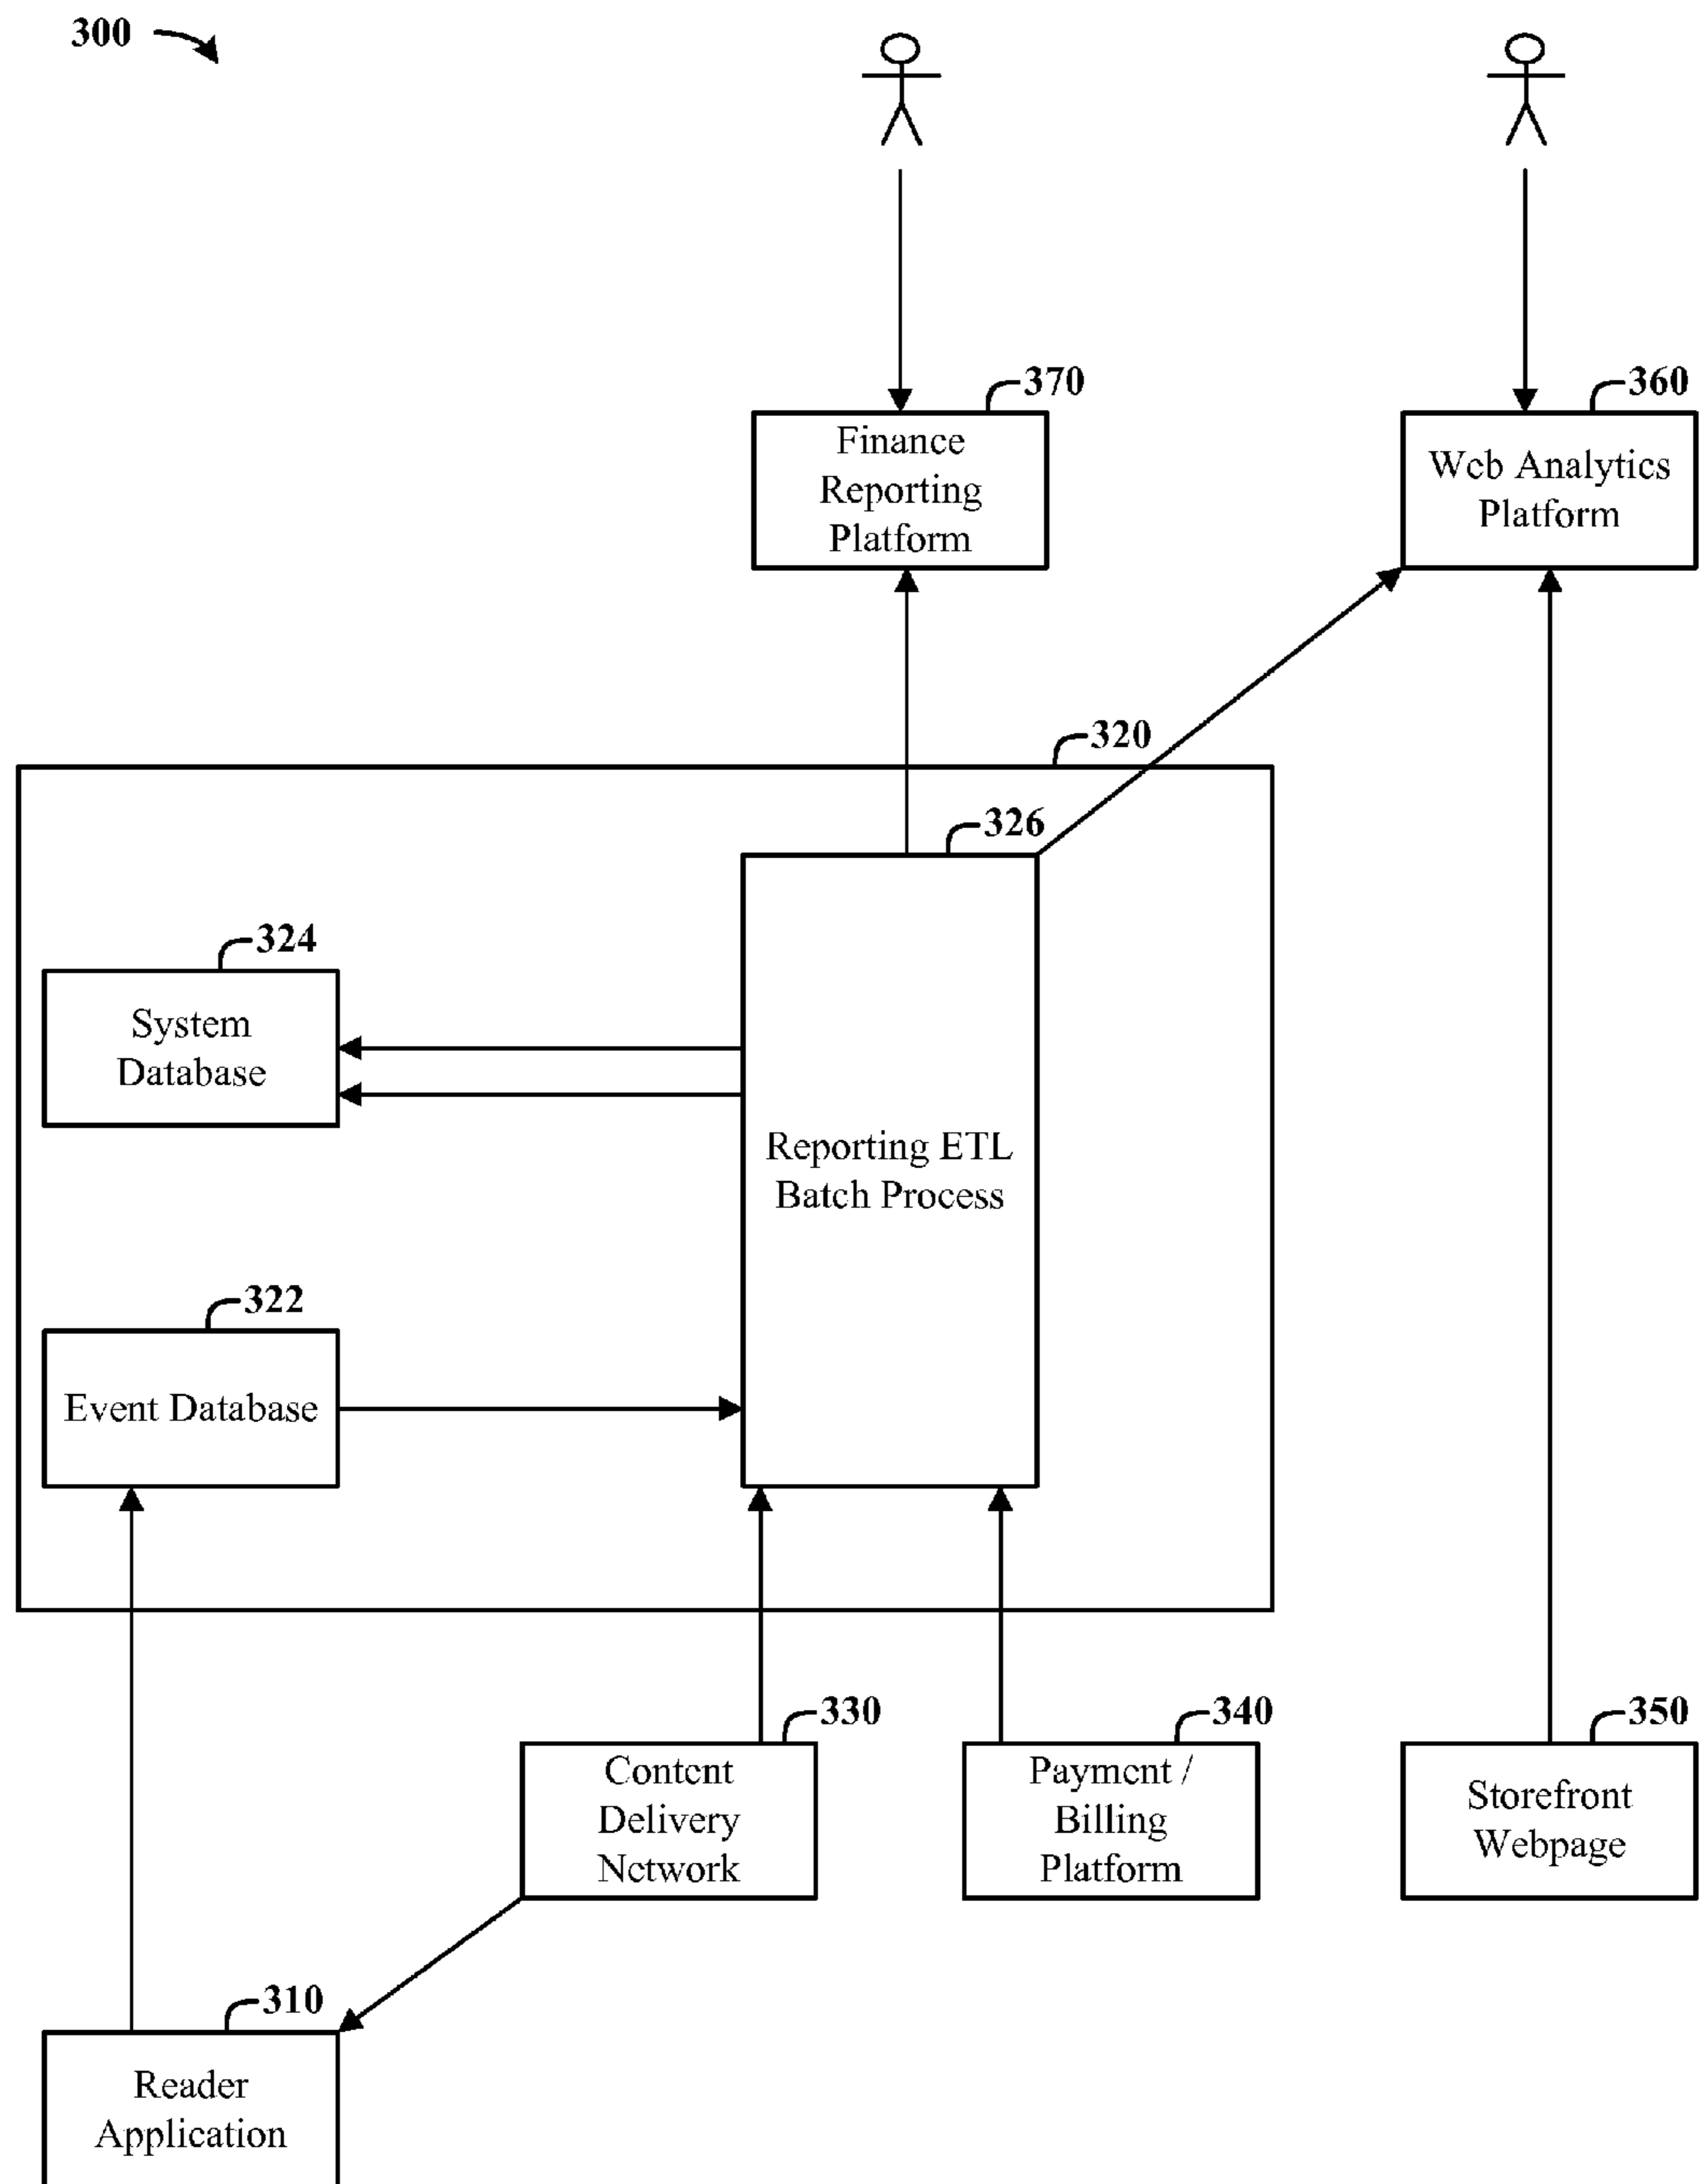 300
370
Finance
Reporting
Platform
360
Web Analytics
Platform
320
326
Reporting ETL
Batch Process
324
System
Database
322
Event Database
330
Content
Delivery
Network
340
Payment /
Billing
Platform
350
Storefront
Webpage
310
Reader
Application